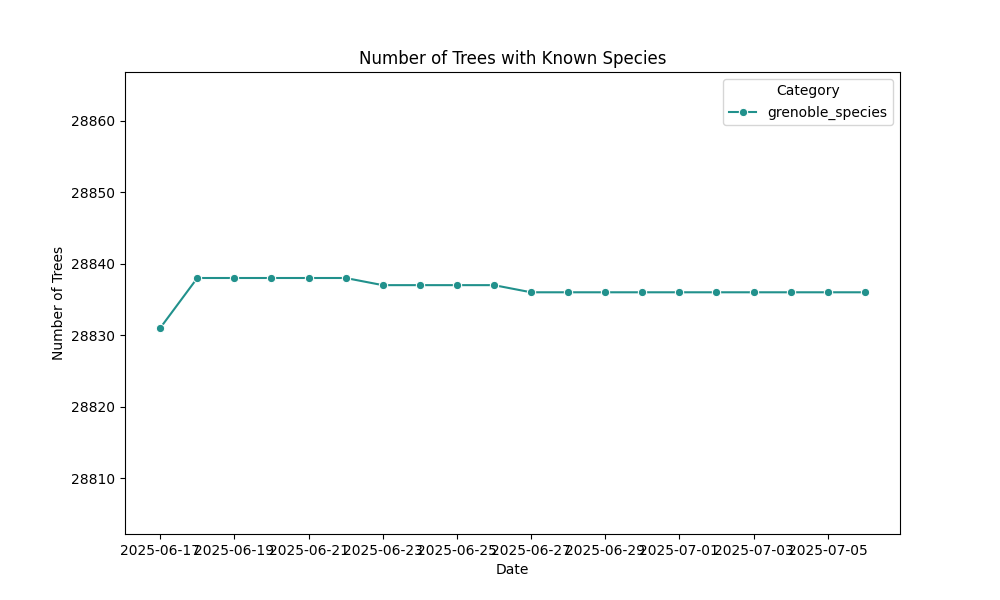 Number of Trees with Known Species
Category
grenoble_species
Number of Trees
28860
28850
28840
28830
28820
28810
2025-06-17 2025-06-19 2025-06-21 2025-06-23 2025-06-25 2025-06-27 2025-06-29 2025-07-01 2025-07-03 2025-07-05
Date